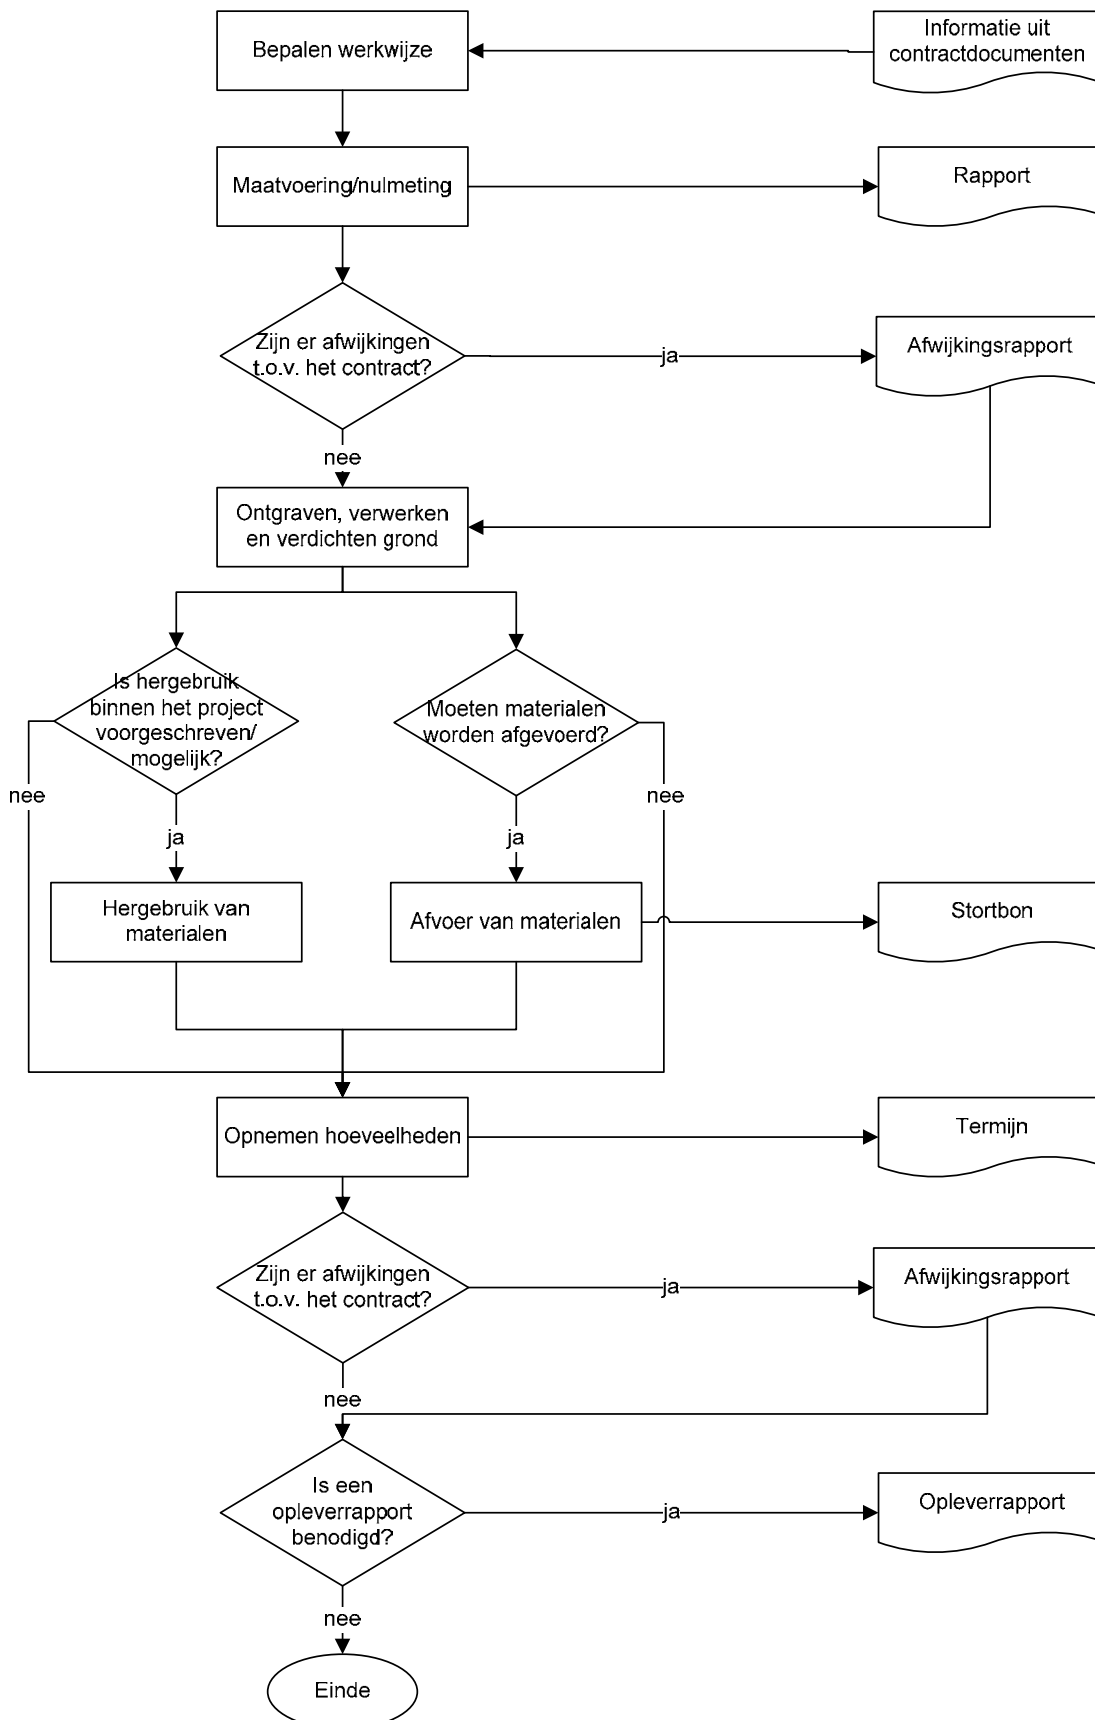 Bepalen werkwijze
Informatie uit
contractdocumenten
Maatvoering/nulmeting
Rapport
Zijn er afwijkingen
t.o.v. het contract?
ja
Afwijkingsrapport
nee
Ontgraven, verwerken
en verdichten grond
Is hergebruik
binnen het project
voorgeschreven/
mogelijk?
Moeten materialen
worden afgevoerd?
nee
nee
ja
ja
Hergebruik van
materialen
Afvoer van materialen
Stortbon
Opnemen hoeveelheden
Termijn
Zijn er afwijkingen
t.o.v. het contract?
ja
Afwijkingsrapport
nee
Is een
opleverrapport
benodigd?
ja
Opleverrapport
nee
Einde